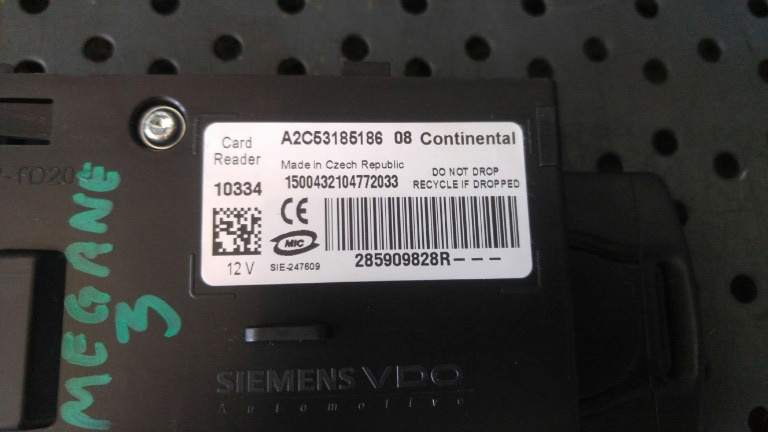 Card Reader
A2C53185186 08 Continental
Made in Czech Republic
10334
1500432104772033
DO NOT DROP
RECYCLE IF DROPPED
CE
MIC
12 V
SIE-247609
285909828R---
MEGANE
3
SIEMENS VDO
Automotive